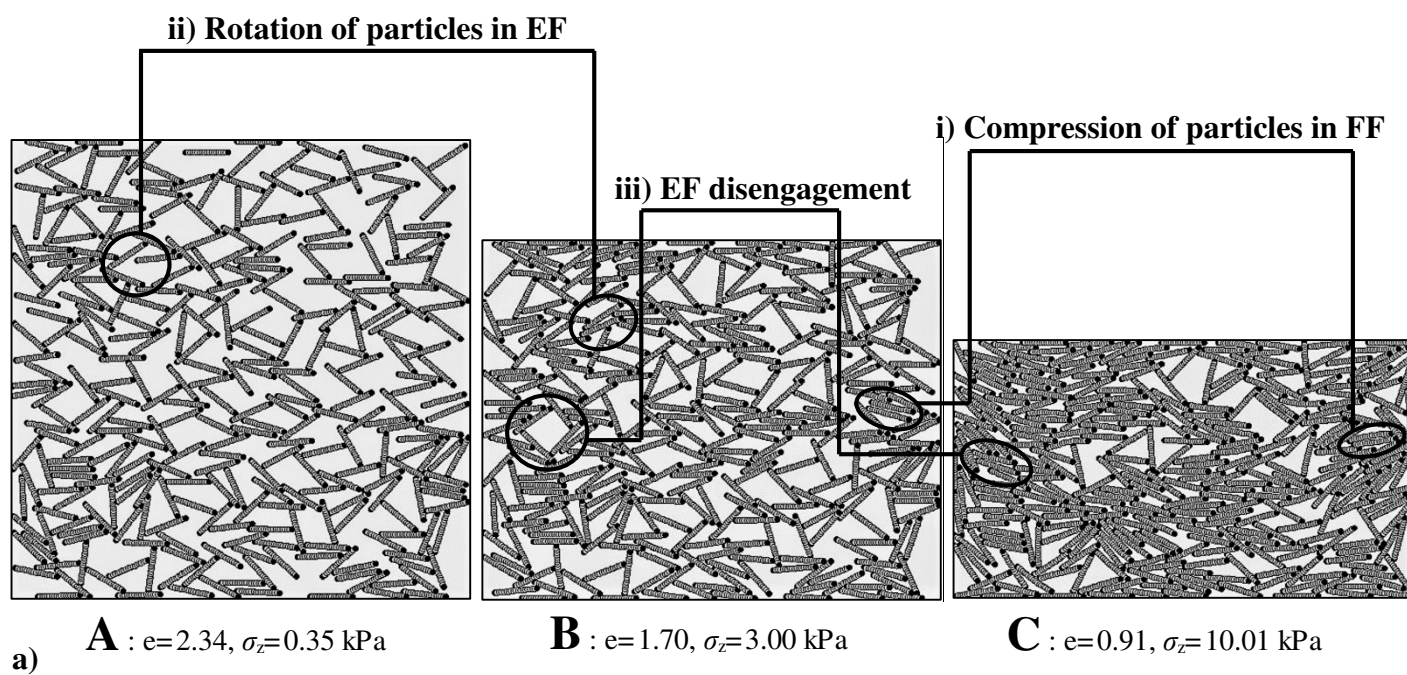 ii) Rotation of particles in EF
i) Compression of particles in FF
iii) EF disengagement
A : e=2.34, σz=0.35 kPa
B : e=1.70, σz=3.00 kPa
C : e=0.91, σz=10.01 kPa
a)